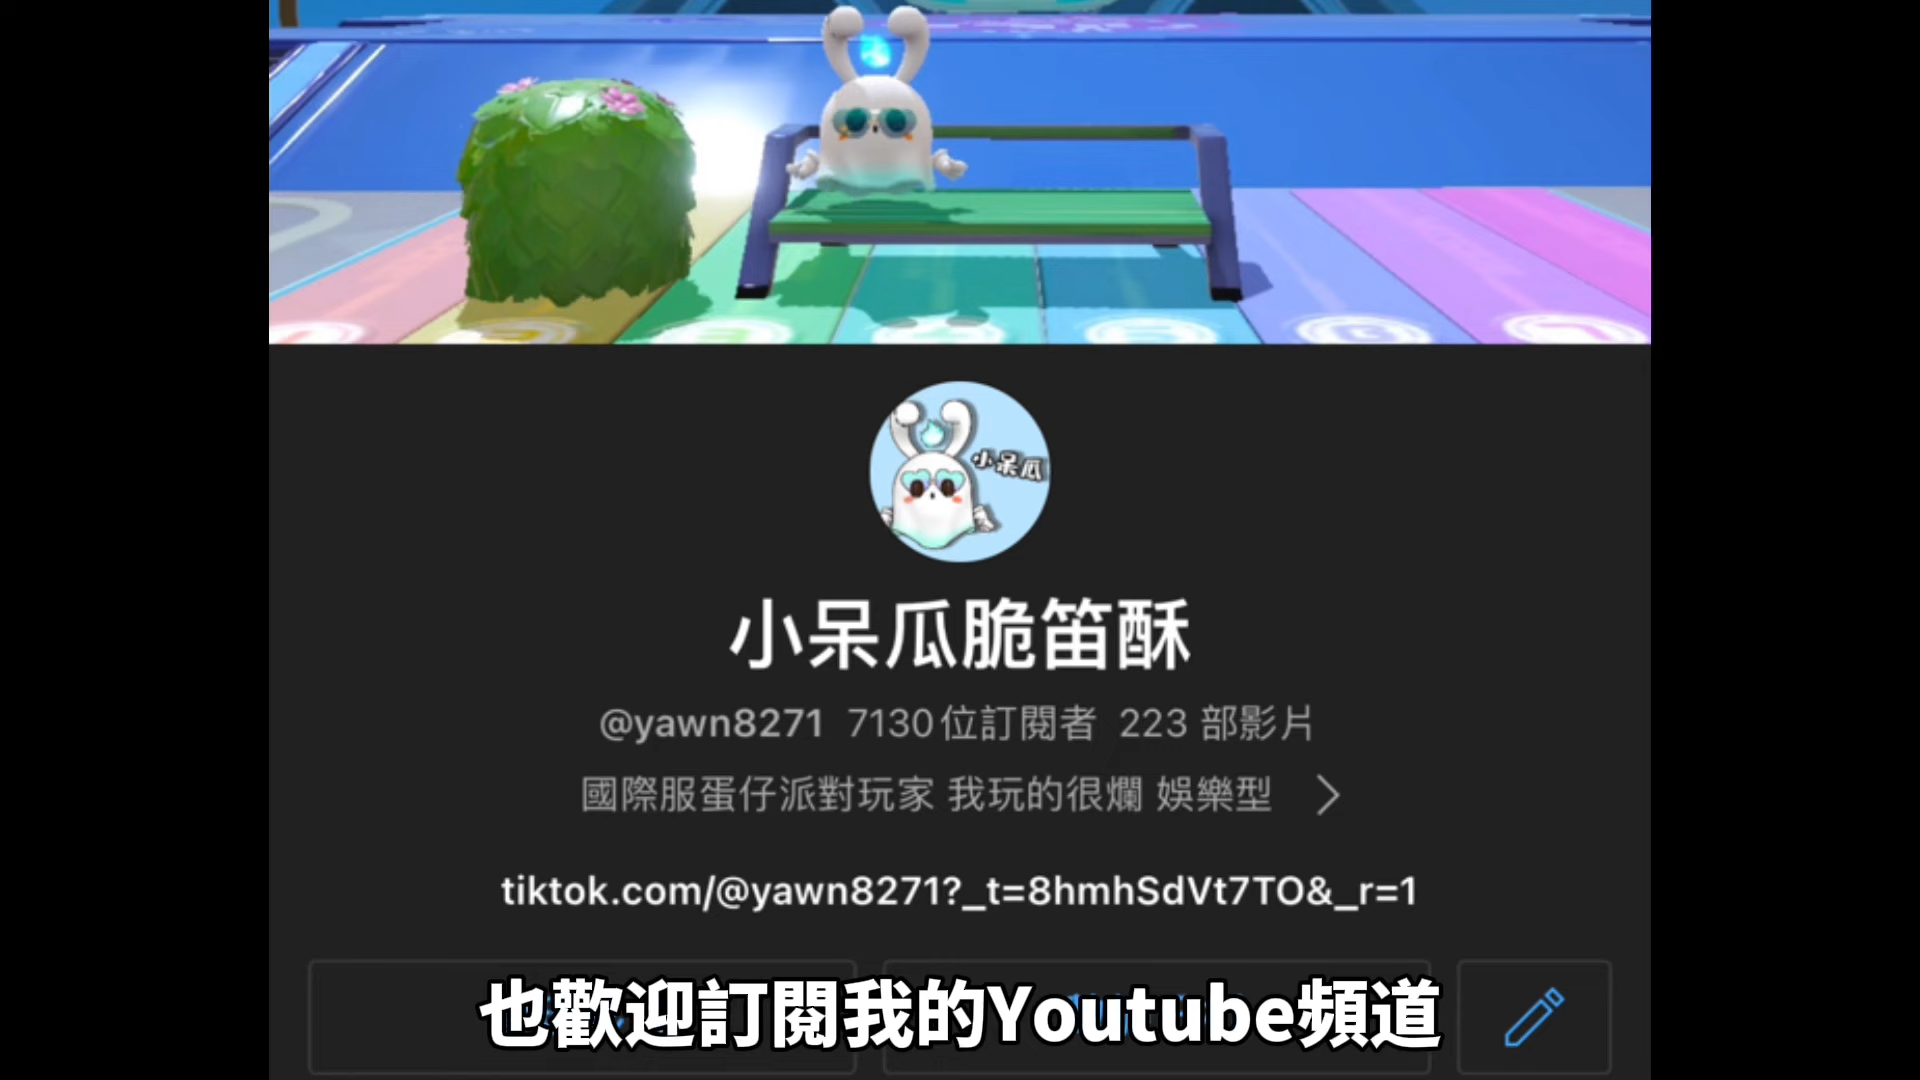 小呆瓜
小呆瓜脆笛酥
@yawn8271 7130位訂閱者 223 部影片
國際服蛋仔派對玩家 我玩的很爛 娛樂型
tiktok.com/@yawn8271?_t=8hmhSdVt7TO&_r=1
也歡迎訂閱我的Youtube頻道